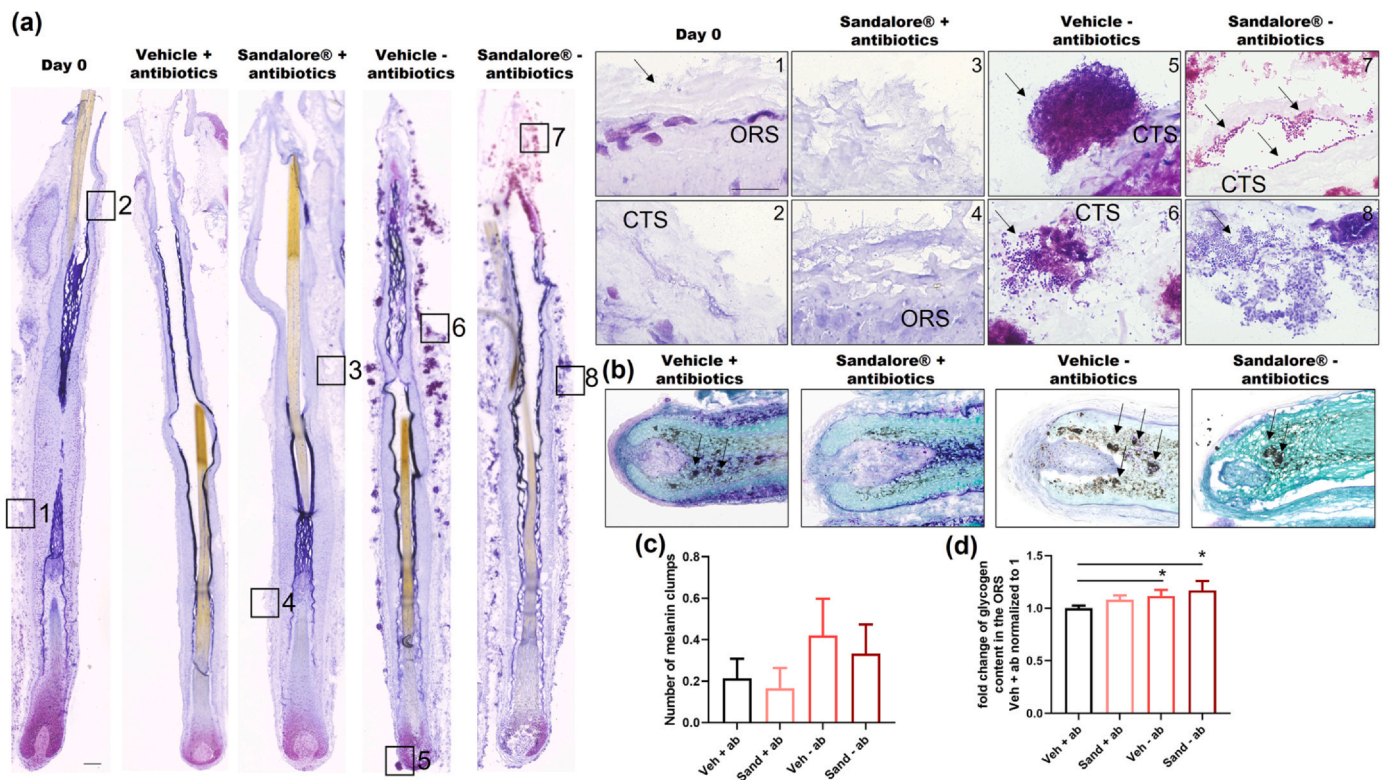 (a)
Day 0
Vehicle +
antibiotics
Sandalore® +
antibiotics
Vehicle -
antibiotics
Sandalore® -
antibiotics
2
1
3
4
6
5
7
8
Day 0
Sandalore® +
antibiotics
Vehicle -
antibiotics
Sandalore® -
antibiotics
1
ORS
3
5
CTS
7
CTS
2
CTS
4
ORS
6
CTS
8
(b)
Vehicle +
antibiotics
Sandalore® +
antibiotics
Vehicle -
antibiotics
Sandalore® -
antibiotics
(c)
Number of melanin clumps
0.8
0.6
0.4
0.2
0.0
Veh + ab
Sand + ab
Veh - ab
Sand - ab
(d)
fold change of glycogen
content in the ORS
Veh + ab normalized to 1
1.5
1.0
0.5
0.0
*
*
Veh + ab
Sand + ab
Veh - ab
Sand - ab